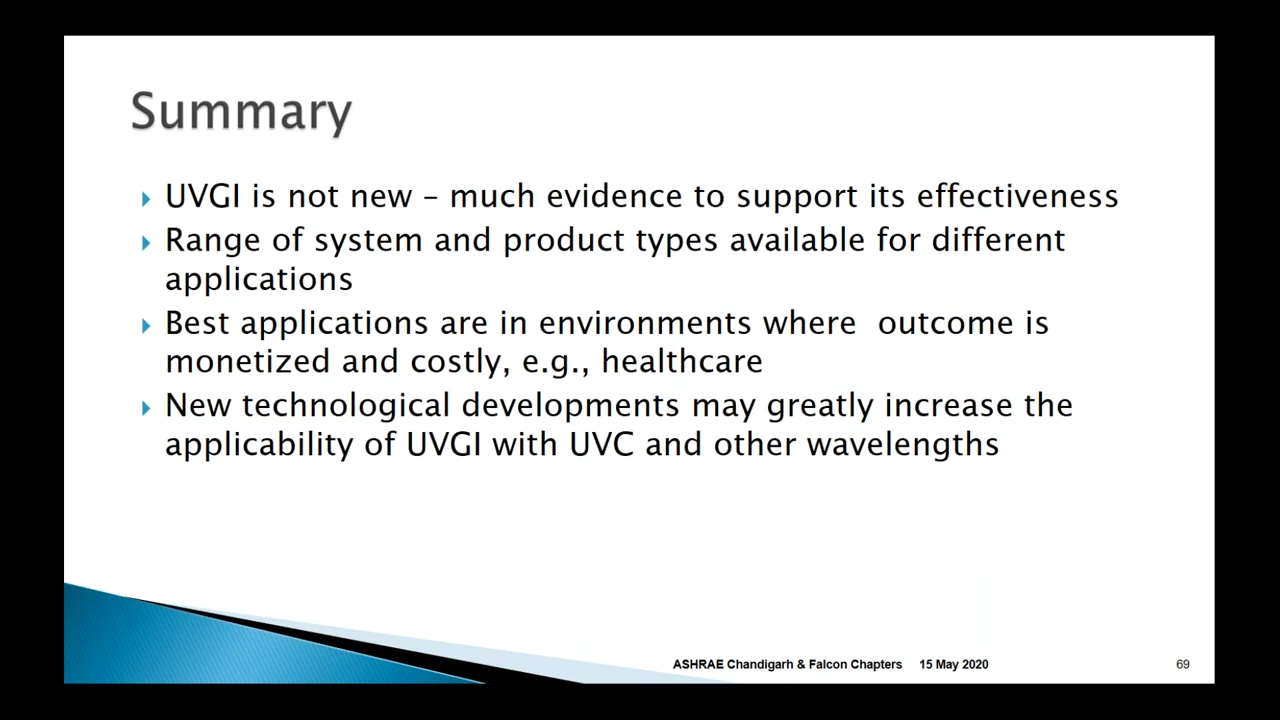 Summary
UVGI is not new – much evidence to support its effectiveness
Range of system and product types available for different
applications
Best applications are in environments where  outcome is
monetized and costly, e.g., healthcare
New technological developments may greatly increase the
applicability of UVGI with UVC and other wavelengths
ASHRAE Chandigarh & Falcon Chapters 15 May 2020 69